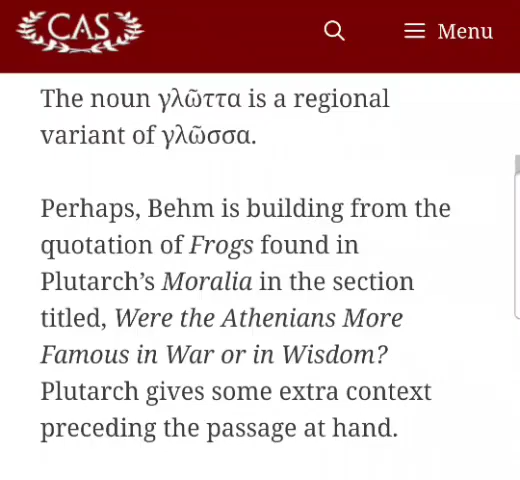 CAS
Menu
The noun γλῶττα is a regional
variant of γλῶσσα.
Perhaps, Behm is building from the
quotation of Frogs found in
Plutarch’s Moralia in the section
titled, Were the Athenians More
Famous in War or in Wisdom?
Plutarch gives some extra context
preceding the passage at hand.